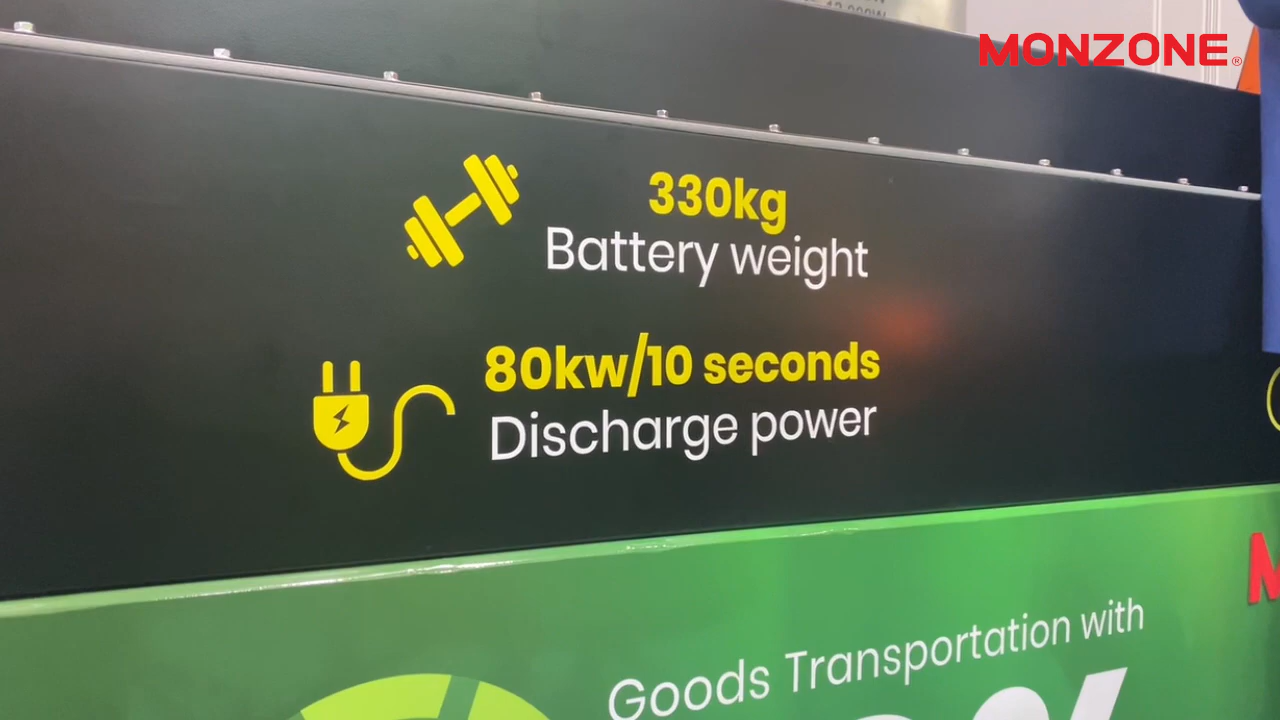 MONZONE®
330kg
Battery weight
80kw/10 seconds
Discharge power
Goods Transportation with
%
M